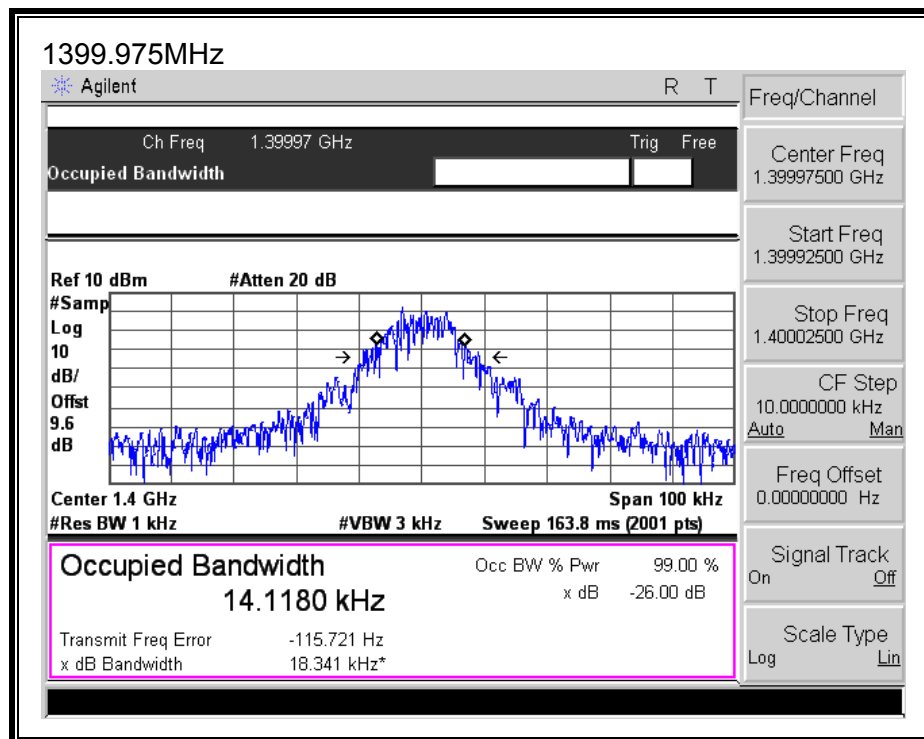 1399.975MHz
Agilent R T
Ch Freq 1.39997 GHz Trig Free
Occupied Bandwidth
Ref 10 dBm #Atten 20 dB
#Samp
Log
10
dB/
Offst
9.6
dB
Center 1.4 GHz Span 100 kHz
#Res BW 1 kHz #VBW 3 kHz Sweep 163.8 ms (2001 pts)
Occupied Bandwidth Occ BW % Pwr 99.00 %
14.1180 kHz x dB -26.00 dB
Transmit Freq Error -115.721 Hz
x dB Bandwidth 18.341 kHz*
Freq/Channel
Center Freq
1.39997500 GHz
Start Freq
1.39992500 GHz
Stop Freq
1.40002500 GHz
CF Step
10.0000000 kHz
Auto Man
Freq Offset
0.00000000 Hz
Signal Track
On Off
Scale Type
Log Lin